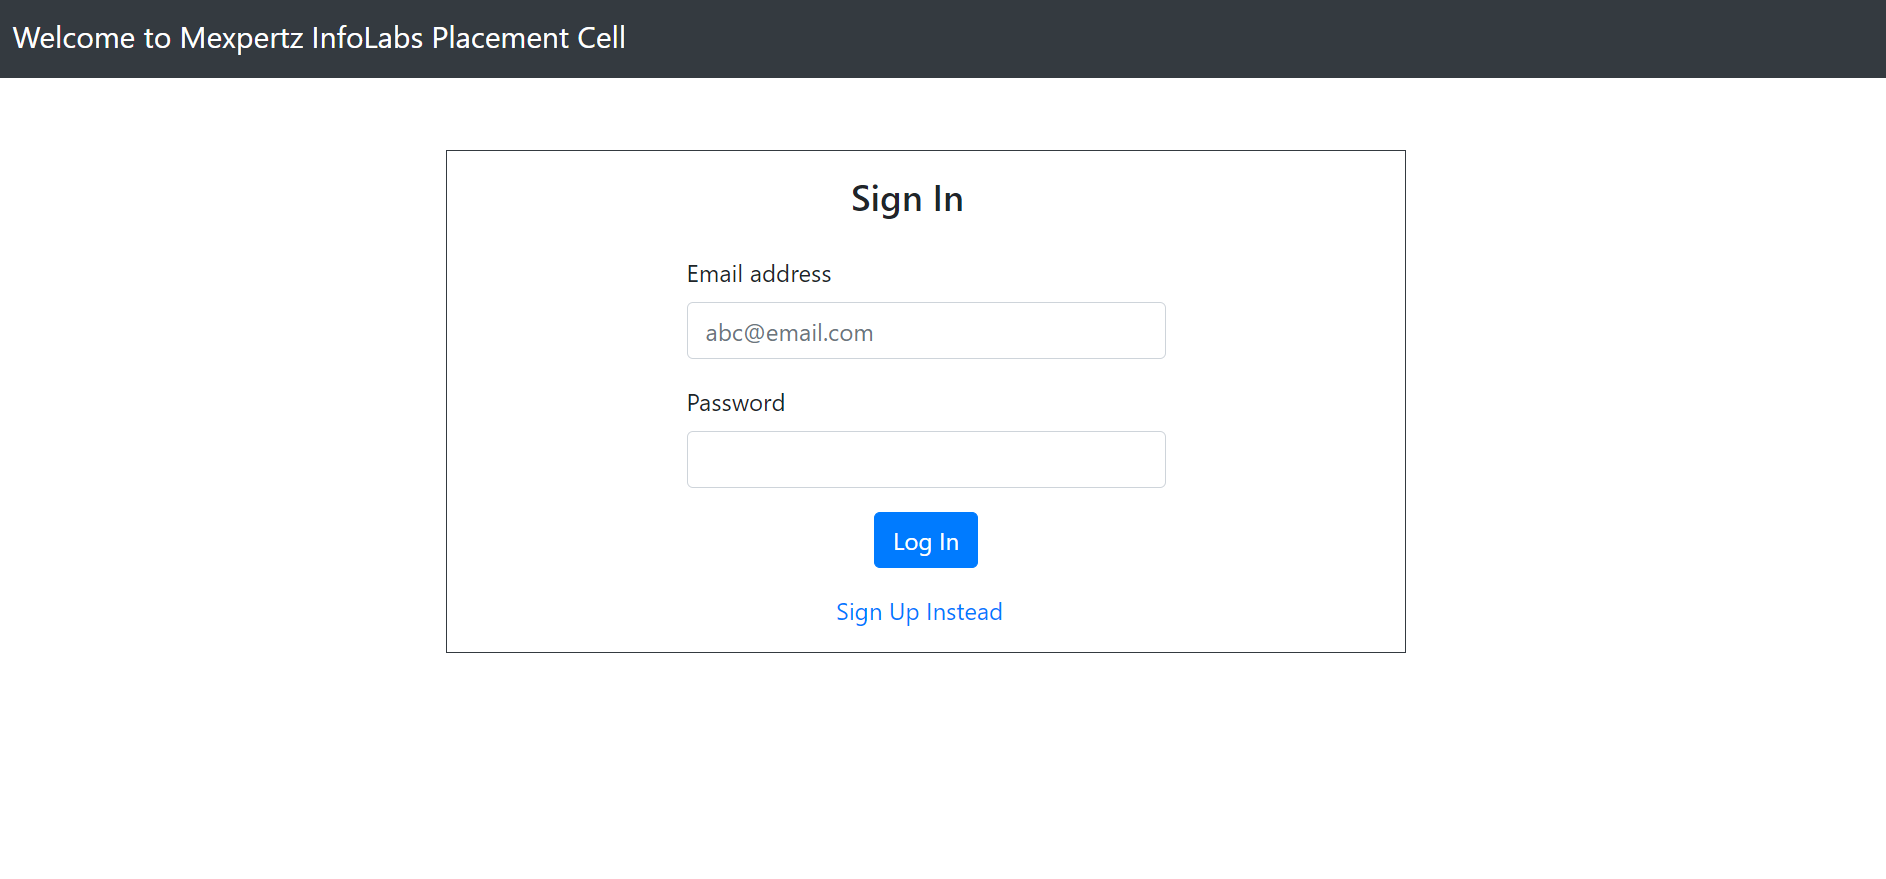 Welcome to Mexpertz InfoLabs Placement Cell
Sign In
Email address
abc@email.com
Password
Log In
Sign Up Instead